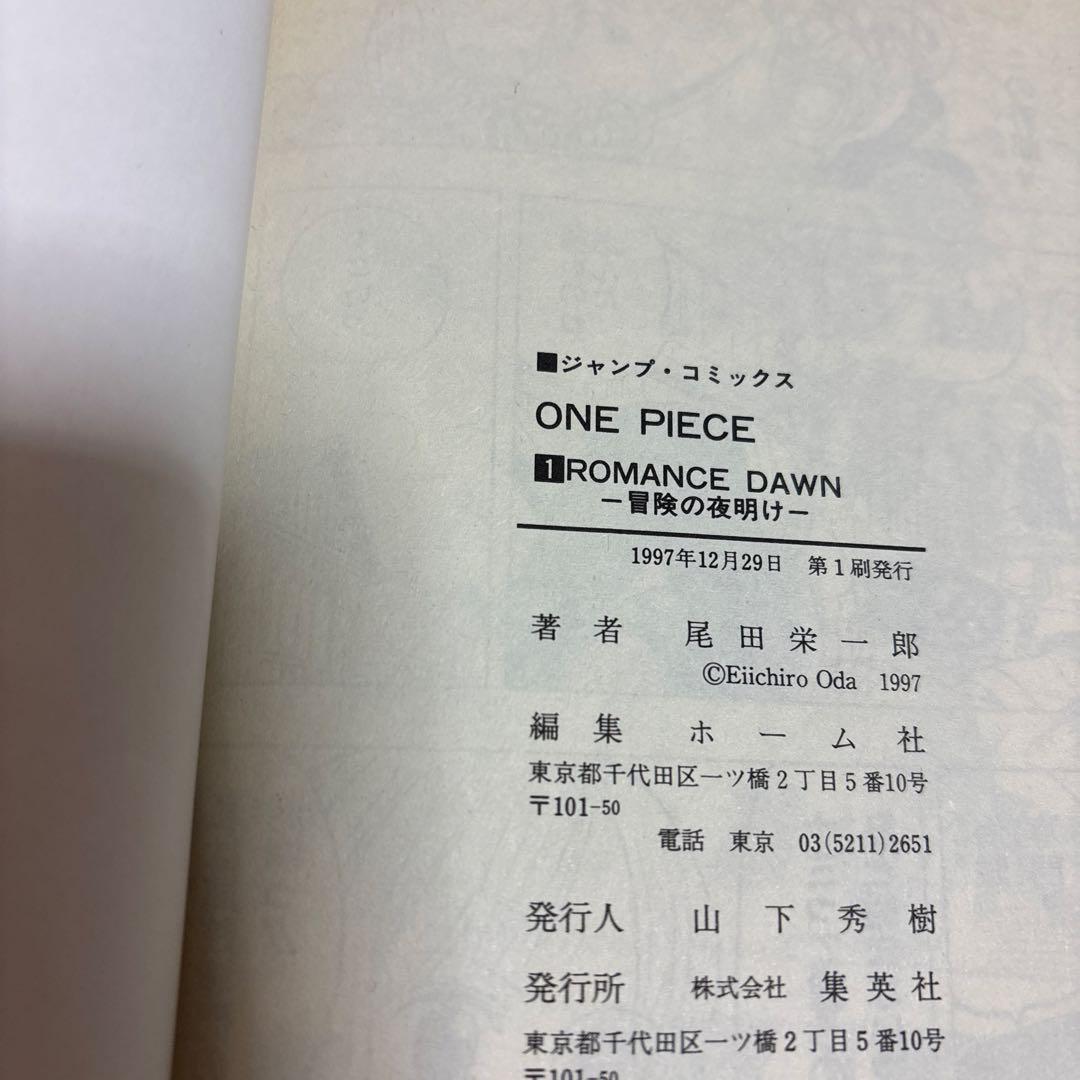 ■ジャンプ・コミックス
ONE PIECE
1 ROMANCE DAWN
－冒険の夜明け－
1997年12月29日 第1刷発行
著者 尾田栄一郎
©Eiichiro Oda 1997
編集 ホーム社
東京都千代田区一ツ橋2丁目5番10号
〒101-50
電話 東京 03(5211)2651
発行人 山下秀樹
発行所 株式会社 集英社
東京都千代田区一ツ橋2丁目5番10号
〒101-50